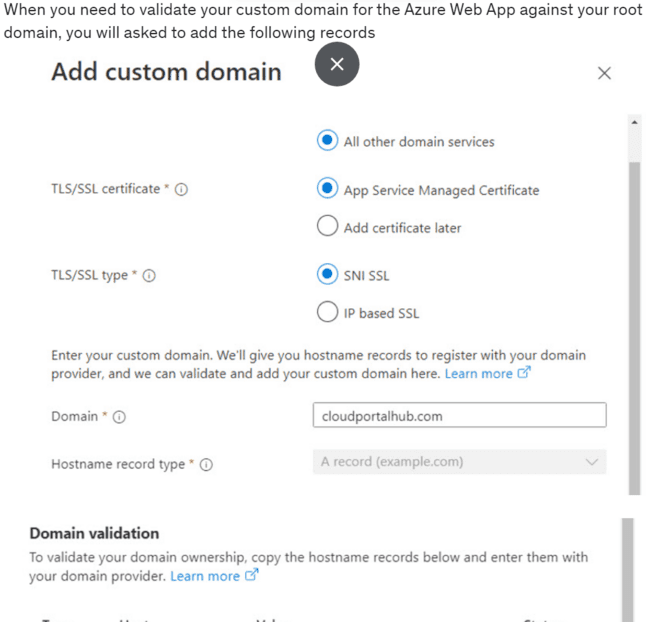 When you need to validate your custom domain for the Azure Web App against your root
domain, you will asked to add the following records
Add custom domain
All other domain services
TLS/SSL certificate *
App Service Managed Certificate
Add certificate later
TLS/SSL type *
SNI SSL
IP based SSL
Enter your custom domain. We'll give you hostname records to register with your domain
provider, and we can validate and add your custom domain here. Learn more
Domain *
cloudportalhub.com
Hostname record type *
A record (example.com)
Domain validation
To validate your domain ownership, copy the hostname records below and enter them with
your domain provider. Learn more